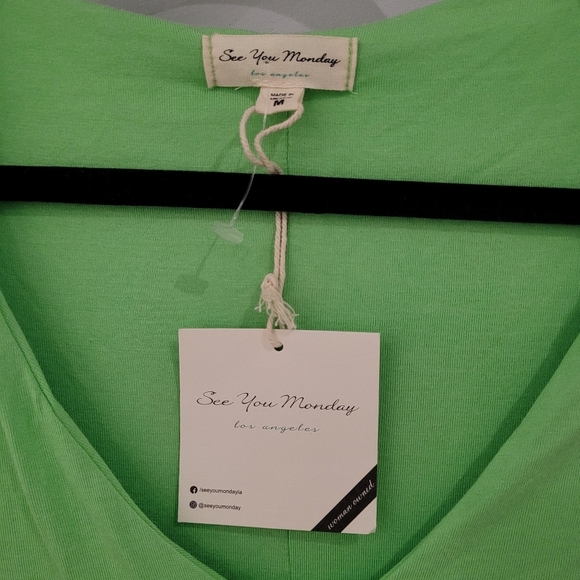 See You Monday
los angeles
MADE IN
M
See You Monday
los angeles
/seeyoumondayla
@seeyoumonday
woman owned